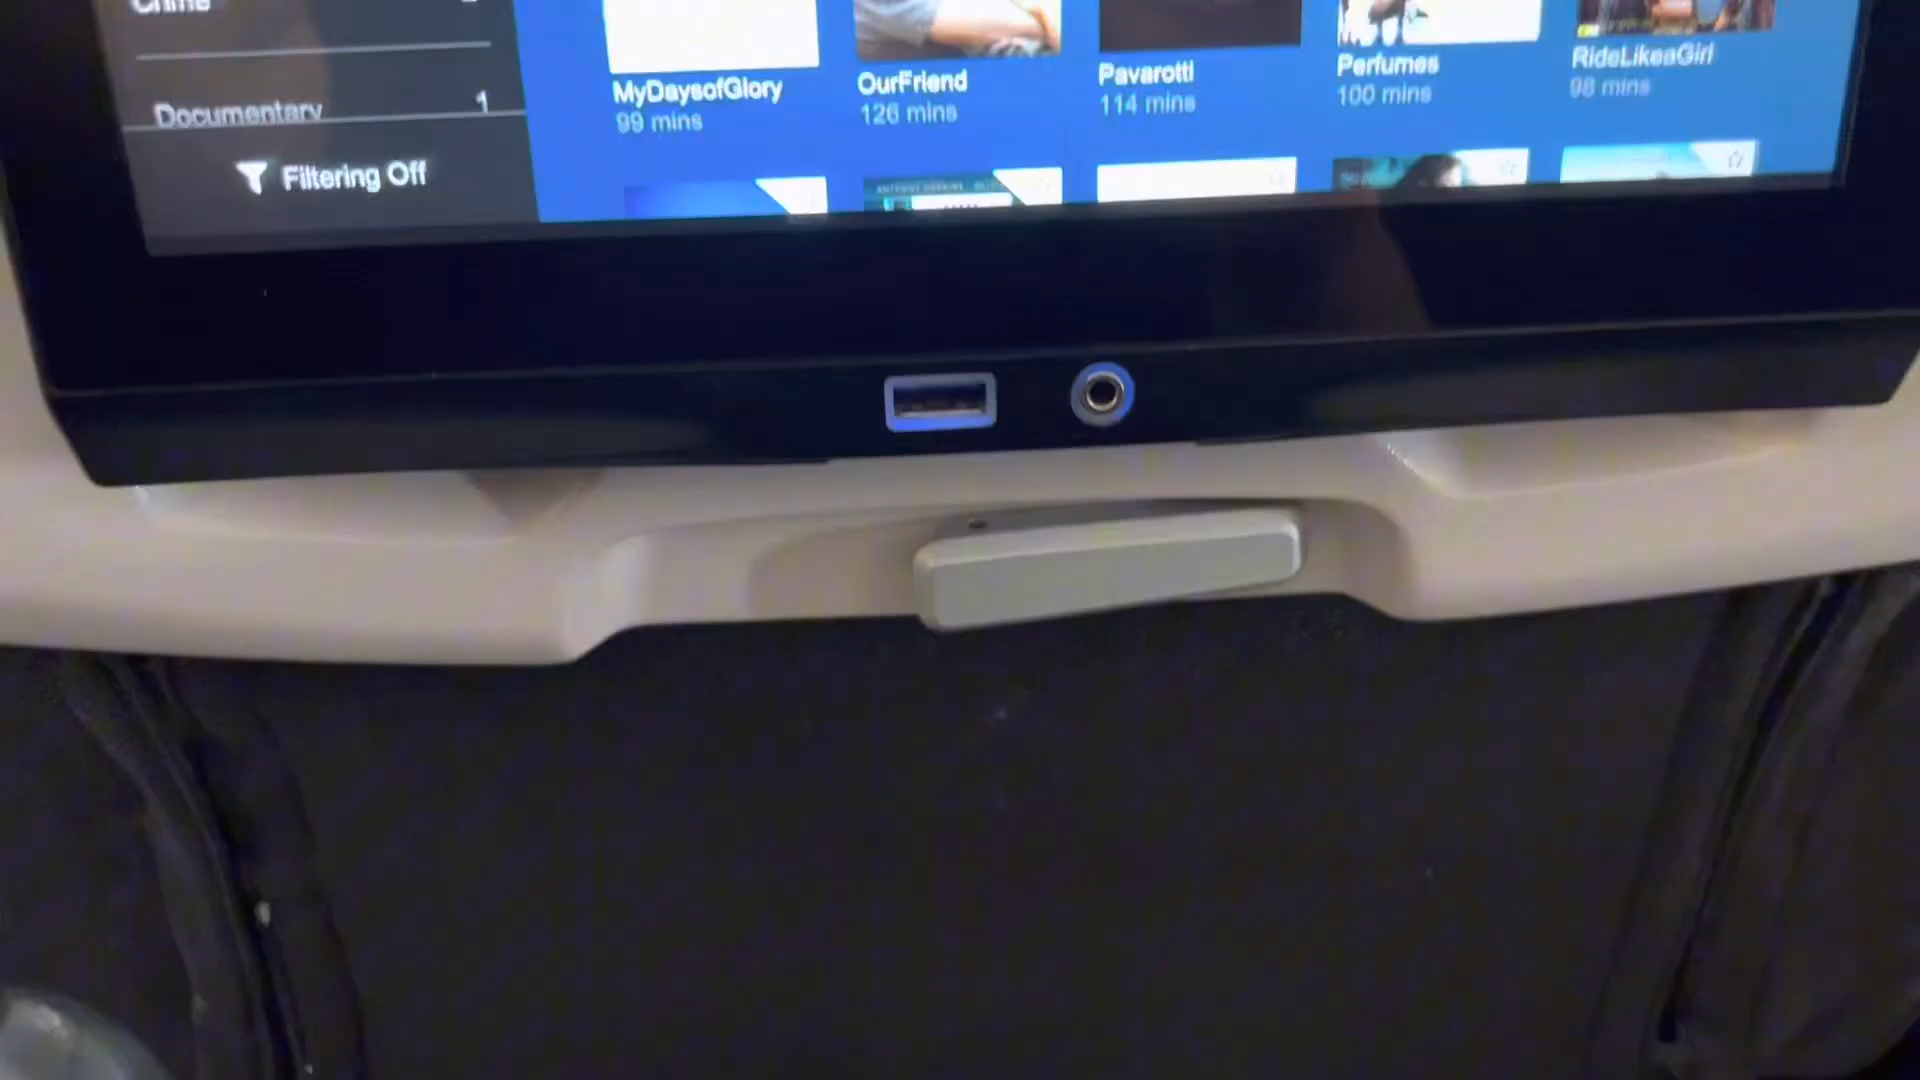 Crime
Documentary 1
Filtering Off
MyDaysofGlory
99 mins
OurFriend
126 mins
Pavarotti
114 mins
Perfumes
100 mins
RideLikeaGirl
98 mins